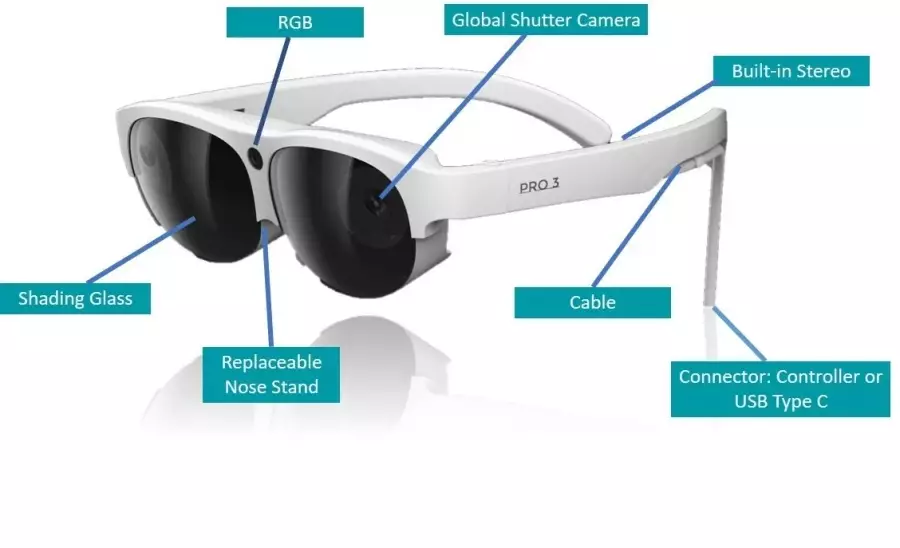 RGB
Global Shutter Camera
Built-in Stereo
PRO 3
Shading Glass
Cable
Replaceable
Nose Stand
Connector: Controller or
USB Type C